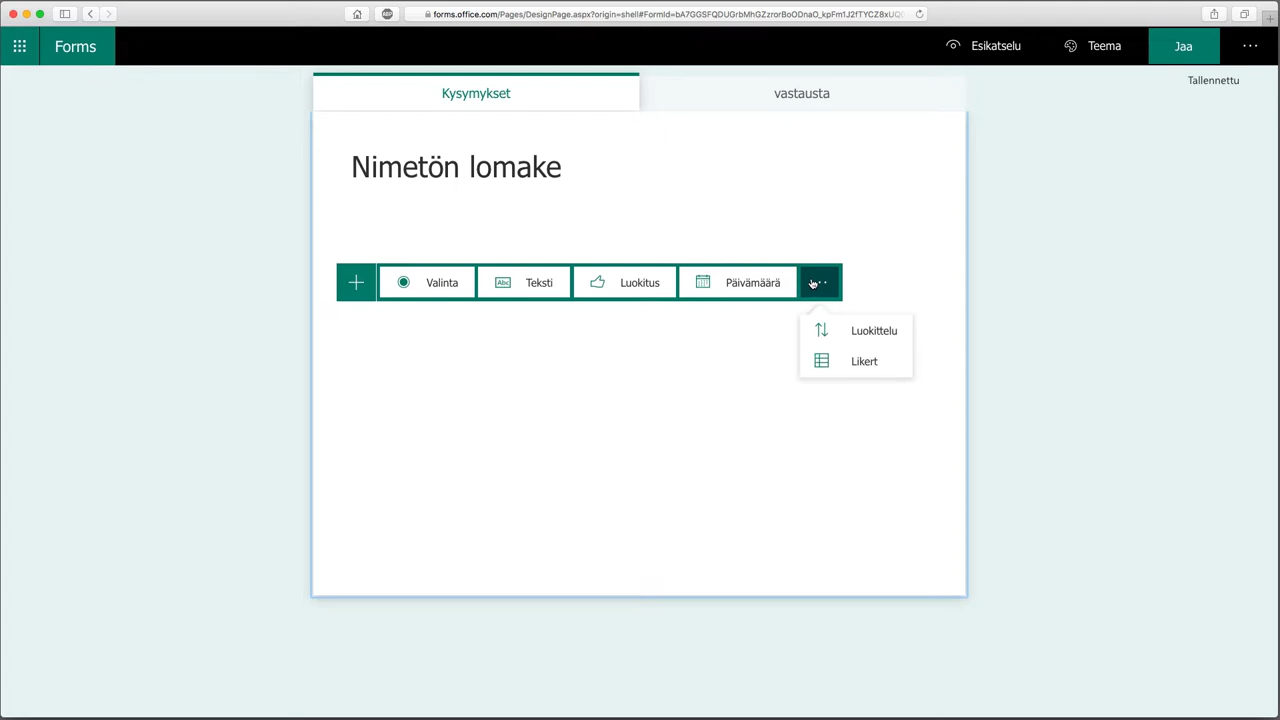 forms.office.com/Pages/DesignPage.aspx?origin=shell#FormId=bA7GGSFQDUGrbMhGZzrorBoODnaO_kpFm1J2fTYCZ8xUQ
Forms
Esikatselu
Teema
Jaa
Tallennettu
Kysymykset
vastausta
Nimetön lomake
Valinta
Abc
Teksti
Luokitus
Päivämäärä
Luokittelu
Likert